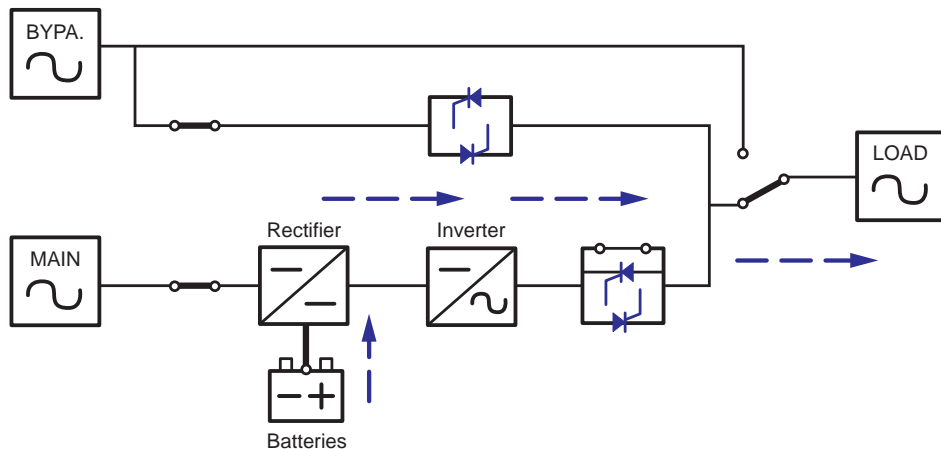 BYPA.
LOAD
Rectifier
Inverter
MAIN
Batteries